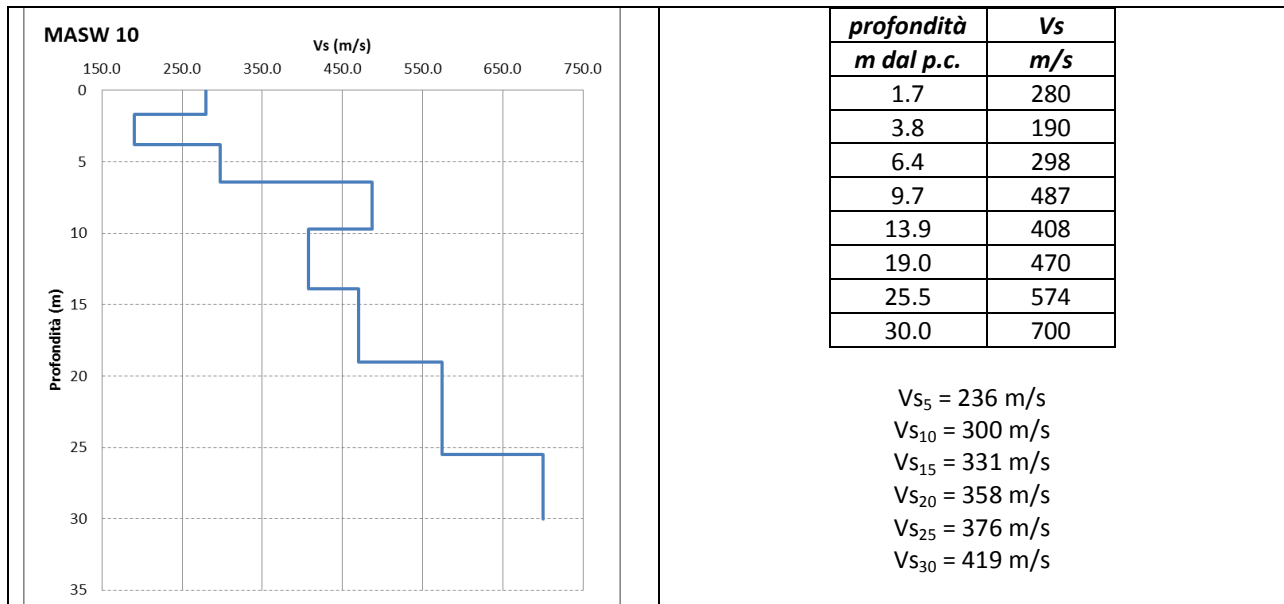 MASW 10
Vs (m/s)
150.0 250.0 350.0 450.0 550.0 650.0 750.0
0
5
10
15
20
25
30
35
Profondità (m)
profondità Vs
m dal p.c. m/s
1.7 280
3.8 190
6.4 298
9.7 487
13.9 408
19.0 470
25.5 574
30.0 700
Vs₅ = 236 m/s
Vs₁₀ = 300 m/s
Vs₁₅ = 331 m/s
Vs₂₀ = 358 m/s
Vs₂₅ = 376 m/s
Vs₃₀ = 419 m/s